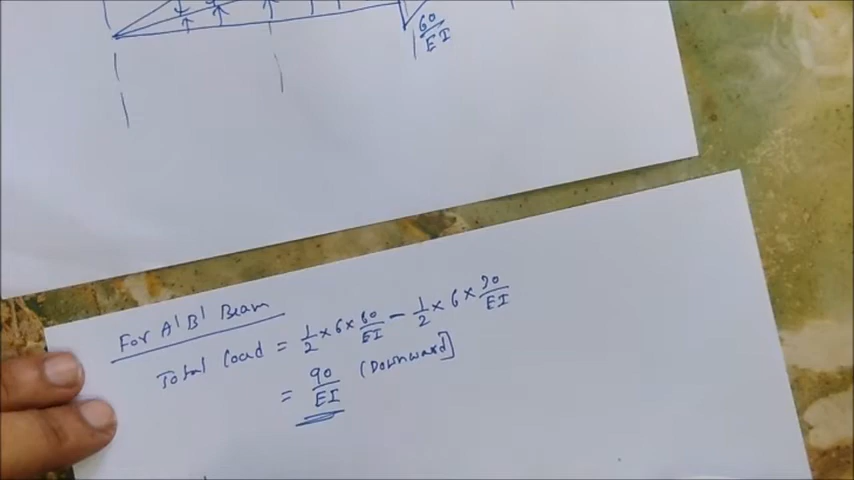 60
EI
For A'B' Beam
Total Load = 1/2 × 6 × 60/EI - 1/2 × 6 × 90/EI
= 90/EI (Downward)